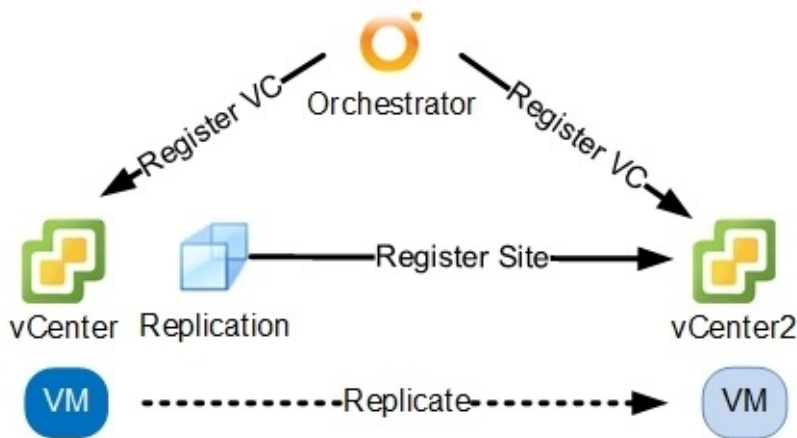 Orchestrator
Register VC
Register VC
Register Site
vCenter
Replication
vCenter2
VM
Replicate
VM